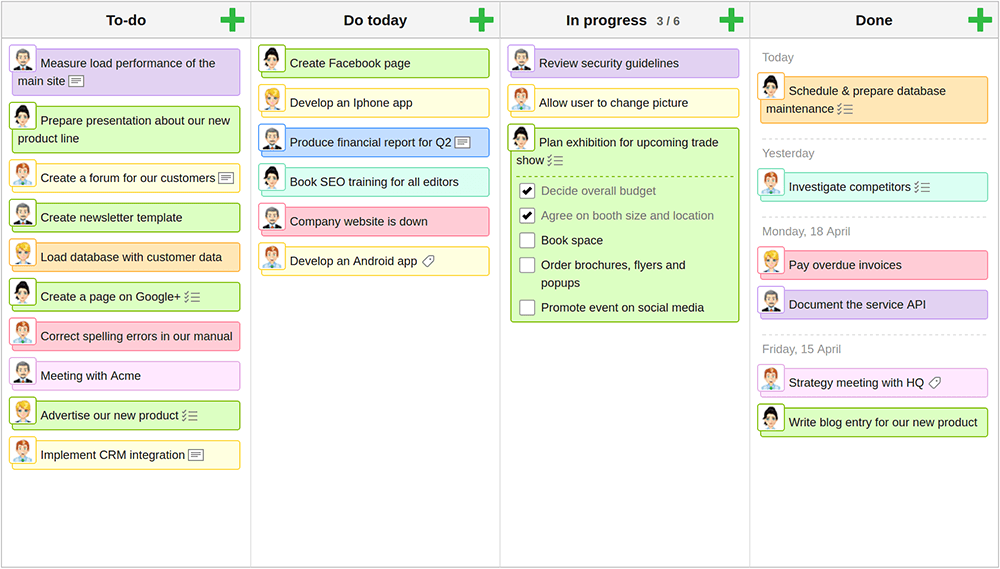 To-do
Measure load performance of the
main site
Prepare presentation about our new
product line
Create a forum for our customers
Create newsletter template
Load database with customer data
Create a page on Google+
Correct spelling errors in our manual
Meeting with Acme
Advertise our new product
Implement CRM integration
Do today
Create Facebook page
Develop an Iphone app
Produce financial report for Q2
Book SEO training for all editors
Company website is down
Develop an Android app
In progress 3 / 6
Review security guidelines
Allow user to change picture
Plan exhibition for upcoming trade
show
Decide overall budget
Agree on booth size and location
Book space
Order brochures, flyers and
popups
Promote event on social media
Done
Today
Schedule & prepare database
maintenance
Yesterday
Investigate competitors
Monday, 18 April
Pay overdue invoices
Document the service API
Friday, 15 April
Strategy meeting with HQ
Write blog entry for our new product